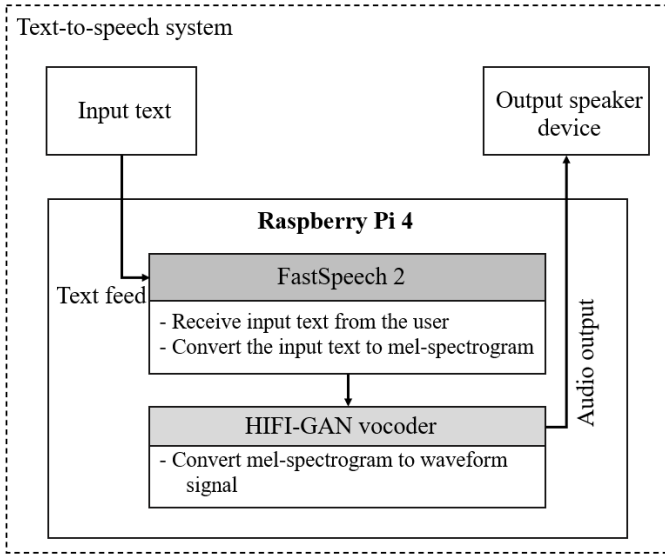 Text-to-speech system
Input text
Output speaker
device
Raspberry Pi 4
FastSpeech 2
Text feed
- Receive input text from the user
- Convert the input text to mel-spectrogram
HIFI-GAN vocoder
- Convert mel-spectrogram to waveform
signal
Audio output